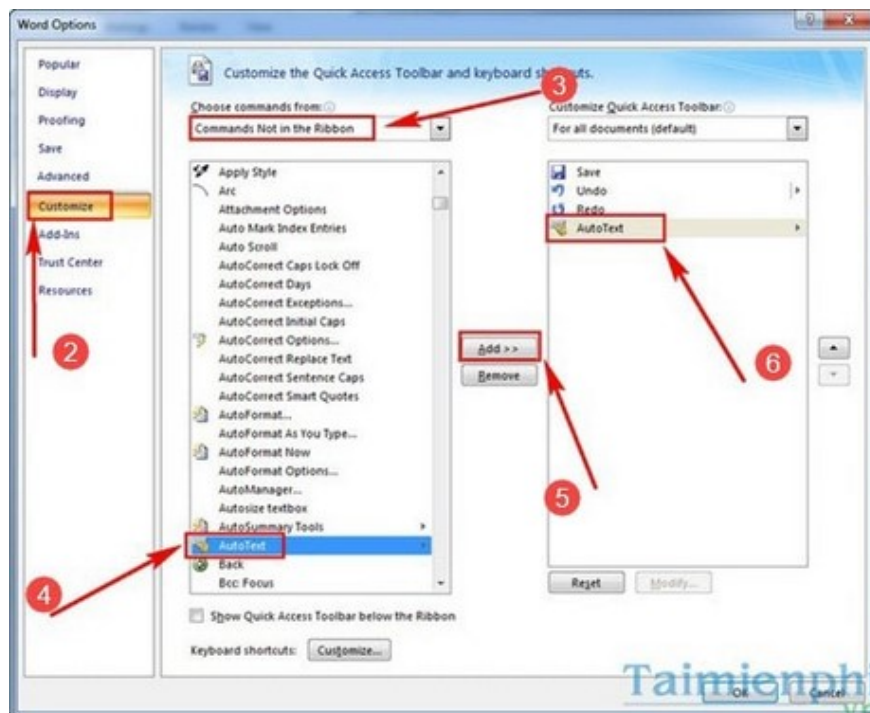 Word Options
Popular
Display
Proofing
Save
Advanced
Customize
Add-Ins
Trust Center
Resources
2
Customize the Quick Access Toolbar and keyboard shortcuts.
3
Choose commands from:
Commands Not in the Ribbon
Apply Style
Arc
Attachment Options
Auto Mark Index Entries
Auto Scroll
AutoCorrect Caps Lock Off
AutoCorrect Days
AutoCorrect Exceptions...
AutoCorrect Initial Caps
AutoCorrect Options...
AutoCorrect Replace Text
AutoCorrect Sentence Caps
AutoCorrect Smart Quotes
AutoFormat...
AutoFormat As You Type...
AutoFormat Now
AutoFormat Options...
AutoManager...
Autosize textbox
AutoSummary Tools
AutoText
Back
Bcc Focus
4
Add >>
Remove
5
Customize Quick Access Toolbar:
For all documents (default)
Save
Undo
Redo
AutoText
6
Reset
Modify...
Show Quick Access Toolbar below the Ribbon
Keyboard shortcuts: Customize...
Taimienphi
OK
Cancel